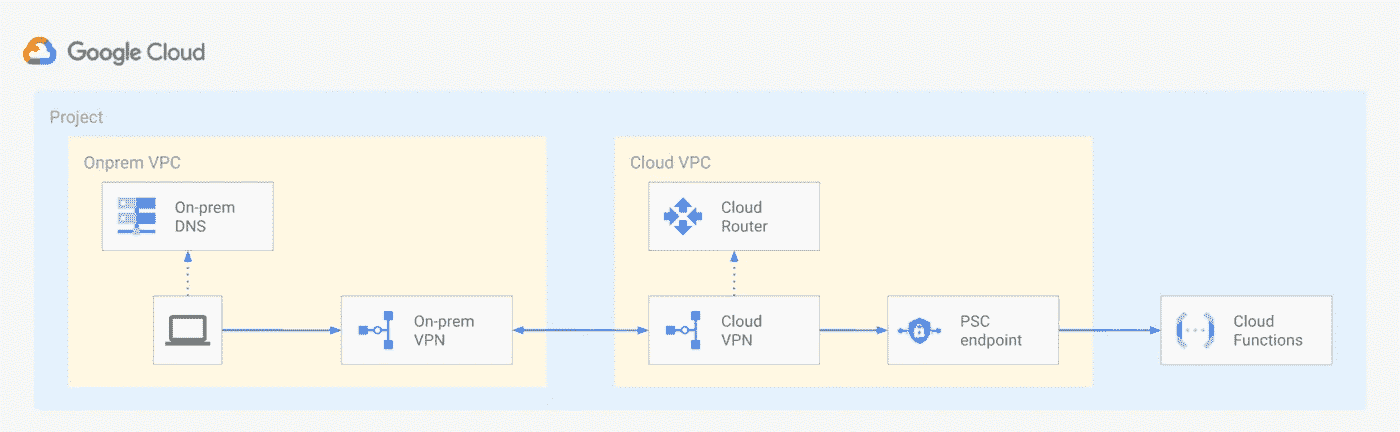 Google Cloud
Project
Onprem VPC
On-prem
DNS
On-prem
VPN
Cloud VPC
Cloud
Router
Cloud
VPN
PSC
endpoint
Cloud
Functions